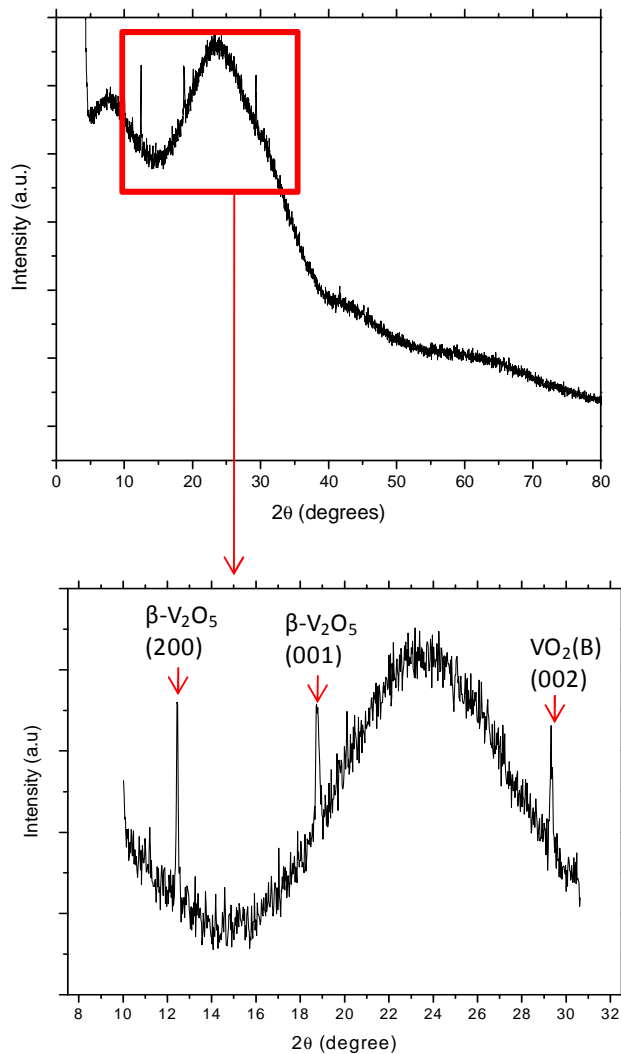 Intensity (a.u.)
0 10 20 30 40 50 60 70 80
2θ (degrees)
β-V₂O₅
(200)
β-V₂O₅
(001)
VO₂(B)
(002)
Intensity (a.u)
8 10 12 14 16 18 20 22 24 26 28 30 32
2θ (degree)